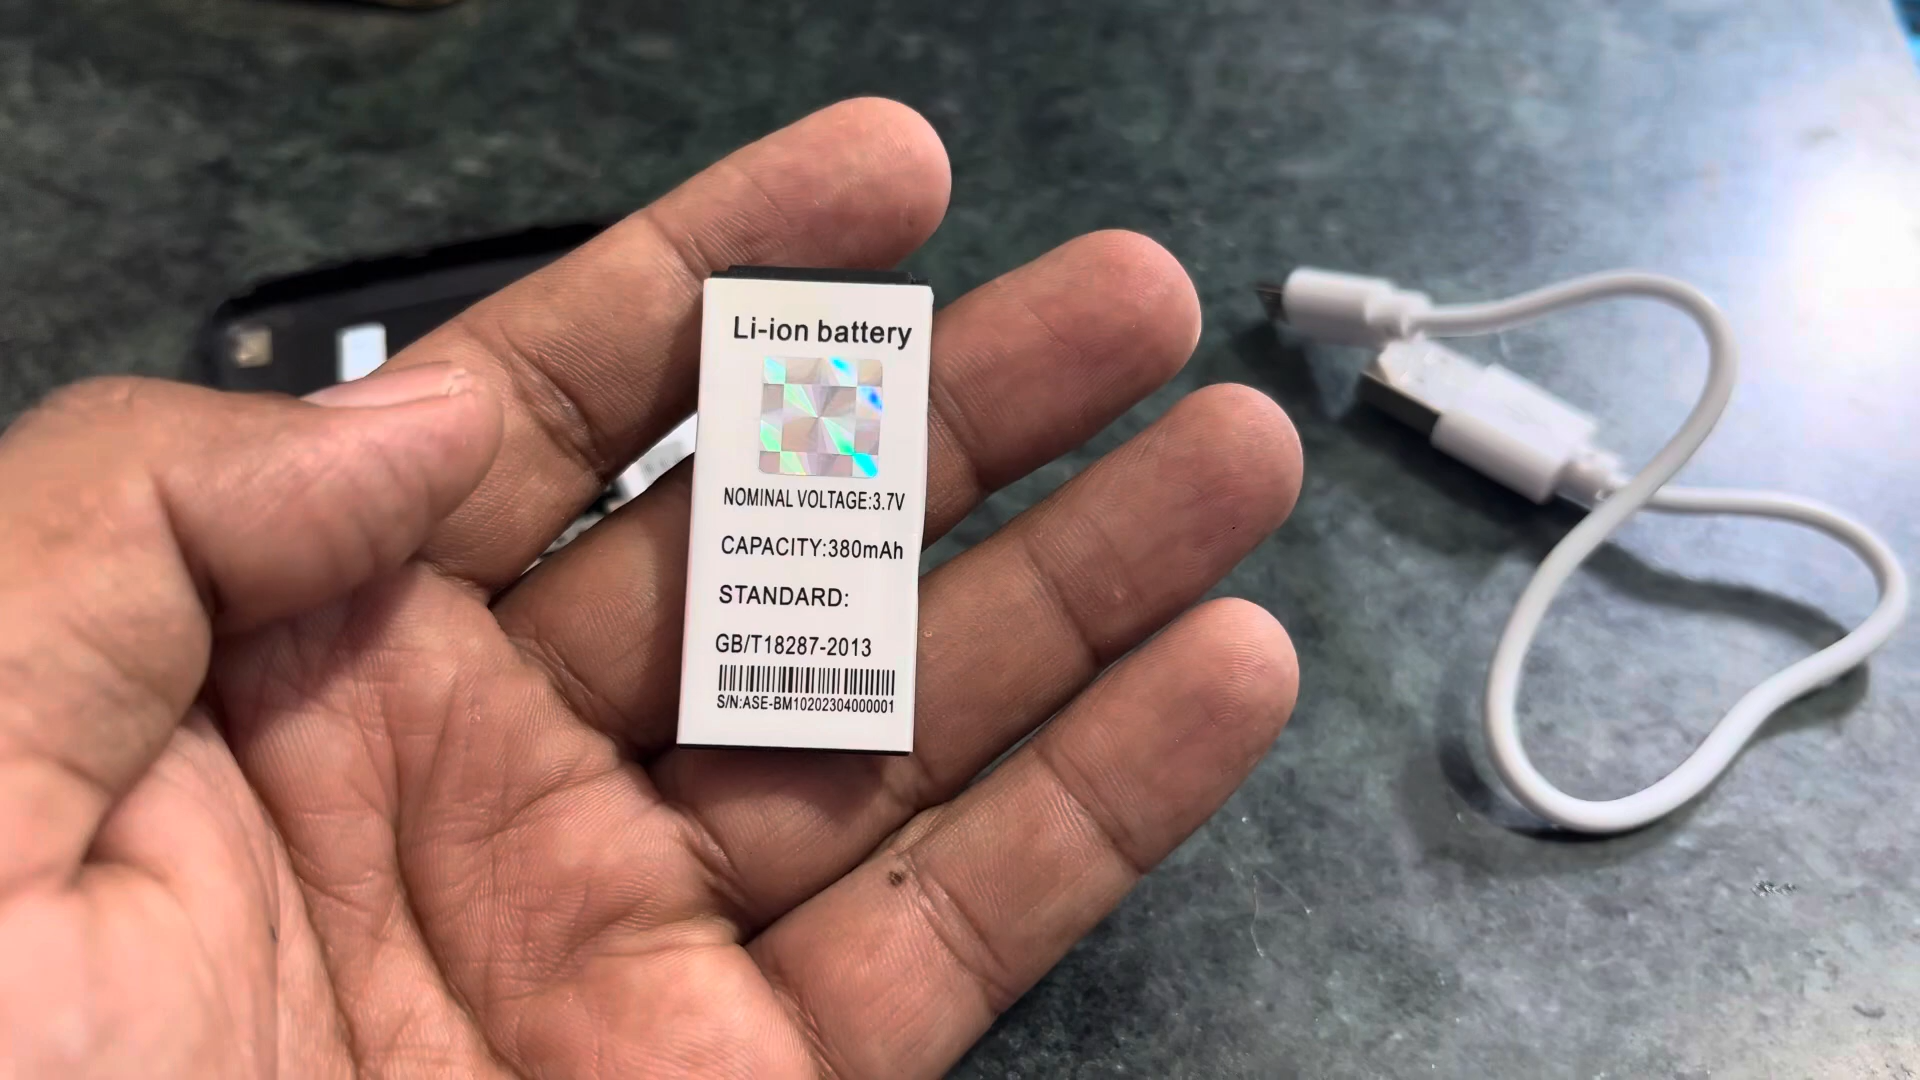 Li-ion battery
NOMINAL VOLTAGE:3.7V
CAPACITY:380mAh
STANDARD:
GB/T18287-2013
S/N:ASE-BM10202304000001